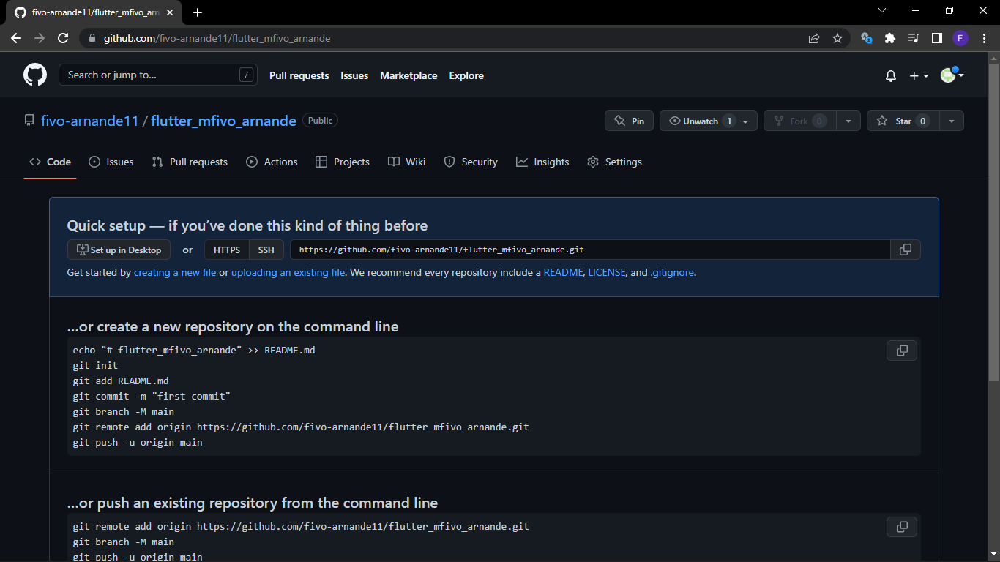 fivo-arnande11/flutter_mfivo_arn
github.com/fivo-arnande11/flutter_mfivo_arnande
F
Search or jump to... /
Pull requests Issues Marketplace Explore
fivo-arnande11 / flutter_mfivo_arnande Public
Pin Unwatch 1 Fork 0 Star 0
Code Issues Pull requests Actions Projects Wiki Security Insights Settings
Quick setup — if you’ve done this kind of thing before
Set up in Desktop or HTTPS SSH https://github.com/fivo-arnande11/flutter_mfivo_arnande.git
Get started by creating a new file or uploading an existing file. We recommend every repository include a README, LICENSE, and .gitignore.
…or create a new repository on the command line
echo "# flutter_mfivo_arnande" >> README.md
git init
git add README.md
git commit -m "first commit"
git branch -M main
git remote add origin https://github.com/fivo-arnande11/flutter_mfivo_arnande.git
git push -u origin main
…or push an existing repository from the command line
git remote add origin https://github.com/fivo-arnande11/flutter_mfivo_arnande.git
git branch -M main
git push -u origin main